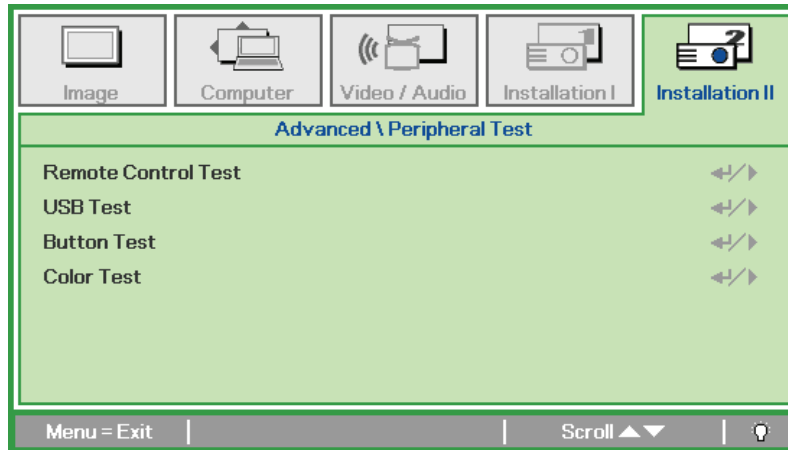 Image Computer Video / Audio Installation I Installation II
Advanced \ Peripheral Test
Remote Control Test
USB Test
Button Test
Color Test
Menu = Exit Scroll